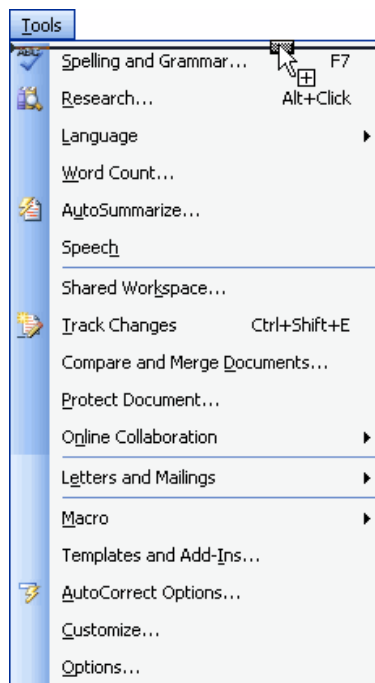 Tools
Spelling and Grammar... F7
Research... Alt+Click
Language
Word Count...
AutoSummarize...
Speech
Shared Workspace...
Track Changes Ctrl+Shift+E
Compare and Merge Documents...
Protect Document...
Online Collaboration
Letters and Mailings
Macro
Templates and Add-Ins...
AutoCorrect Options...
Customize...
Options...